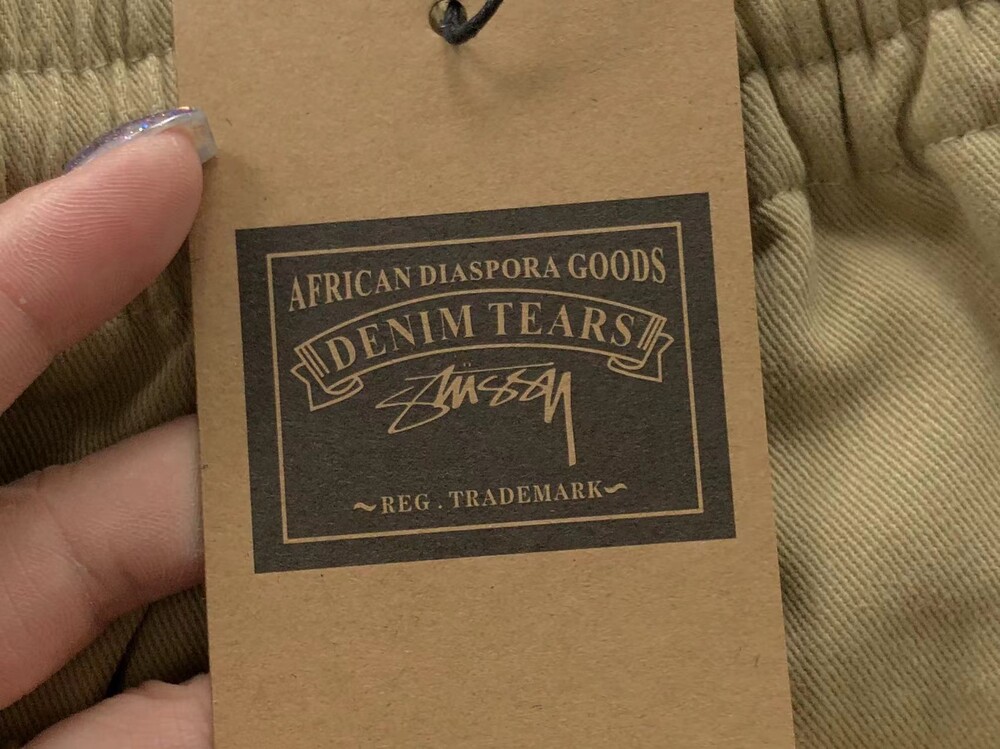 AFRICAN DIASPORA GOODS
DENIM TEARS
Stüssy
~REG . TRADEMARK~